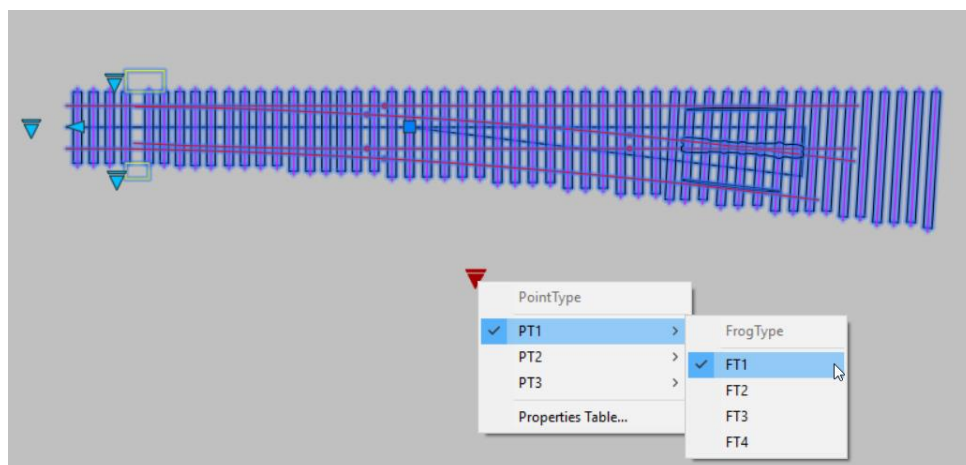 PointType
PT1
PT2
PT3
Properties Table...
FrogType
FT1
FT2
FT3
FT4